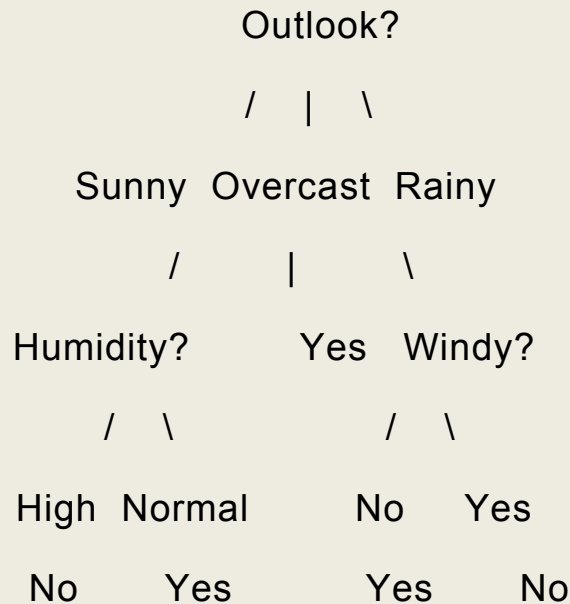 Outlook?
/ | \
Sunny Overcast Rainy
/ | \
Humidity? Yes Windy?
/ \ / \
High Normal No Yes
No Yes Yes No